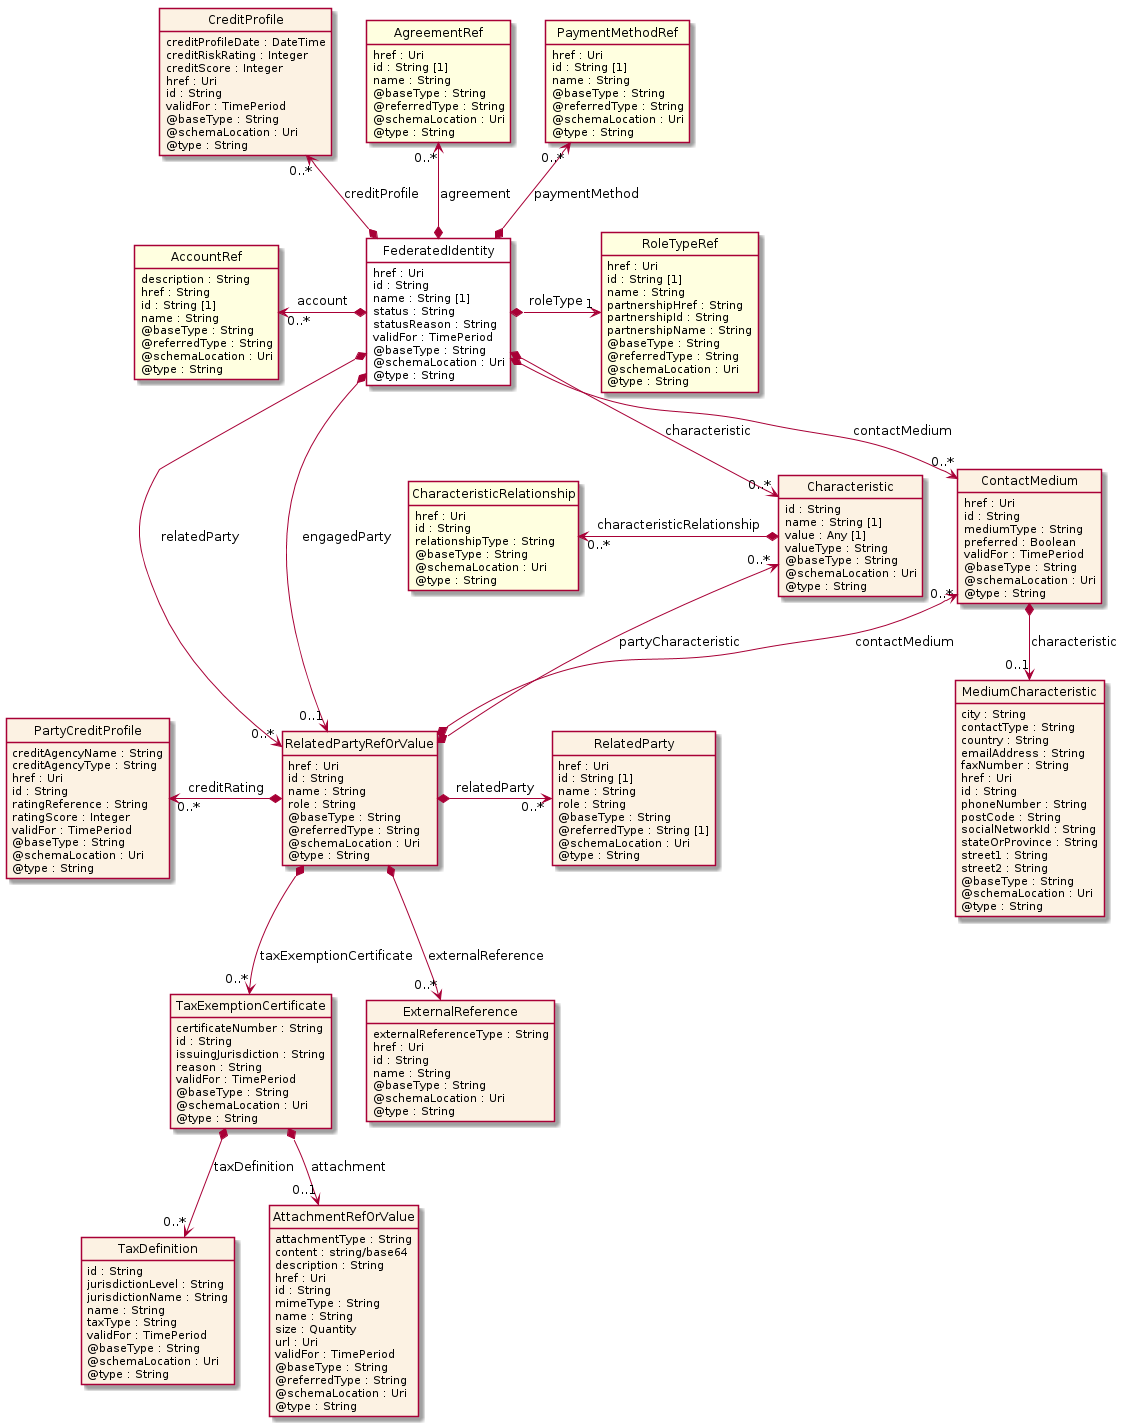 CreditProfile
creditProfileDate : DateTime
creditRiskRating : Integer
creditScore : Integer
href : Uri
id : String
validFor : TimePeriod
@baseType : String
@schemaLocation : Uri
@type : String
AgreementRef
href : Uri
id : String [1]
name : String
@baseType : String
@referredType : String
@schemaLocation : Uri
@type : String
PaymentMethodRef
href : Uri
id : String [1]
name : String
@baseType : String
@referredType : String
@schemaLocation : Uri
@type : String
0..*
0..*
0..*
creditProfile
agreement
paymentMethod
AccountRef
description : String
href : String
id : String [1]
name : String
@baseType : String
@referredType : String
@schemaLocation : Uri
@type : String
account
0..*
FederatedIdentity
href : Uri
id : String
name : String [1]
status : String
statusReason : String
validFor : TimePeriod
@baseType : String
@schemaLocation : Uri
@type : String
roleType
1
RoleTypeRef
href : Uri
id : String [1]
name : String
partnershipHref : String
partnershipId : String
partnershipName : String
@baseType : String
@referredType : String
@schemaLocation : Uri
@type : String
characteristic
contactMedium
0..*
0..*
relatedParty
engagedParty
CharacteristicRelationship
href : Uri
id : String
relationshipType : String
@baseType : String
@schemaLocation : Uri
@type : String
characteristicRelationship
0..*
Characteristic
id : String
name : String [1]
value : Any [1]
valueType : String
@baseType : String
@schemaLocation : Uri
@type : String
0..*
ContactMedium
href : Uri
id : String
mediumType : String
preferred : Boolean
validFor : TimePeriod
@baseType : String
@schemaLocation : Uri
@type : String
0..*
partyCharacteristic
contactMedium
characteristic
0..1
MediumCharacteristic
city : String
contactType : String
country : String
emailAddress : String
faxNumber : String
href : Uri
id : String
phoneNumber : String
postCode : String
socialNetworkId : String
stateOrProvince : String
street1 : String
street2 : String
@baseType : String
@schemaLocation : Uri
@type : String
0..*
0..1
PartyCreditProfile
creditAgencyName : String
creditAgencyType : String
href : Uri
id : String
ratingReference : String
ratingScore : Integer
validFor : TimePeriod
@baseType : String
@schemaLocation : Uri
@type : String
creditRating
0..*
RelatedPartyRefOrValue
href : Uri
id : String
name : String
role : String
@baseType : String
@referredType : String
@schemaLocation : Uri
@type : String
relatedParty
0..*
RelatedParty
href : Uri
id : String [1]
name : String
role : String
@baseType : String
@referredType : String [1]
@schemaLocation : Uri
@type : String
taxExemptionCertificate
externalReference
0..*
0..*
TaxExemptionCertificate
certificateNumber : String
id : String
issuingJurisdiction : String
reason : String
validFor : TimePeriod
@baseType : String
@schemaLocation : Uri
@type : String
ExternalReference
externalReferenceType : String
href : Uri
id : String
name : String
@baseType : String
@schemaLocation : Uri
@type : String
taxDefinition
attachment
0..*
0..1
TaxDefinition
id : String
jurisdictionLevel : String
jurisdictionName : String
name : String
taxType : String
validFor : TimePeriod
@baseType : String
@schemaLocation : Uri
@type : String
AttachmentRefOrValue
attachmentType : String
content : string/base64
description : String
href : Uri
id : String
mimeType : String
name : String
size : Quantity
url : Uri
validFor : TimePeriod
@baseType : String
@referredType : String
@schemaLocation : Uri
@type : String